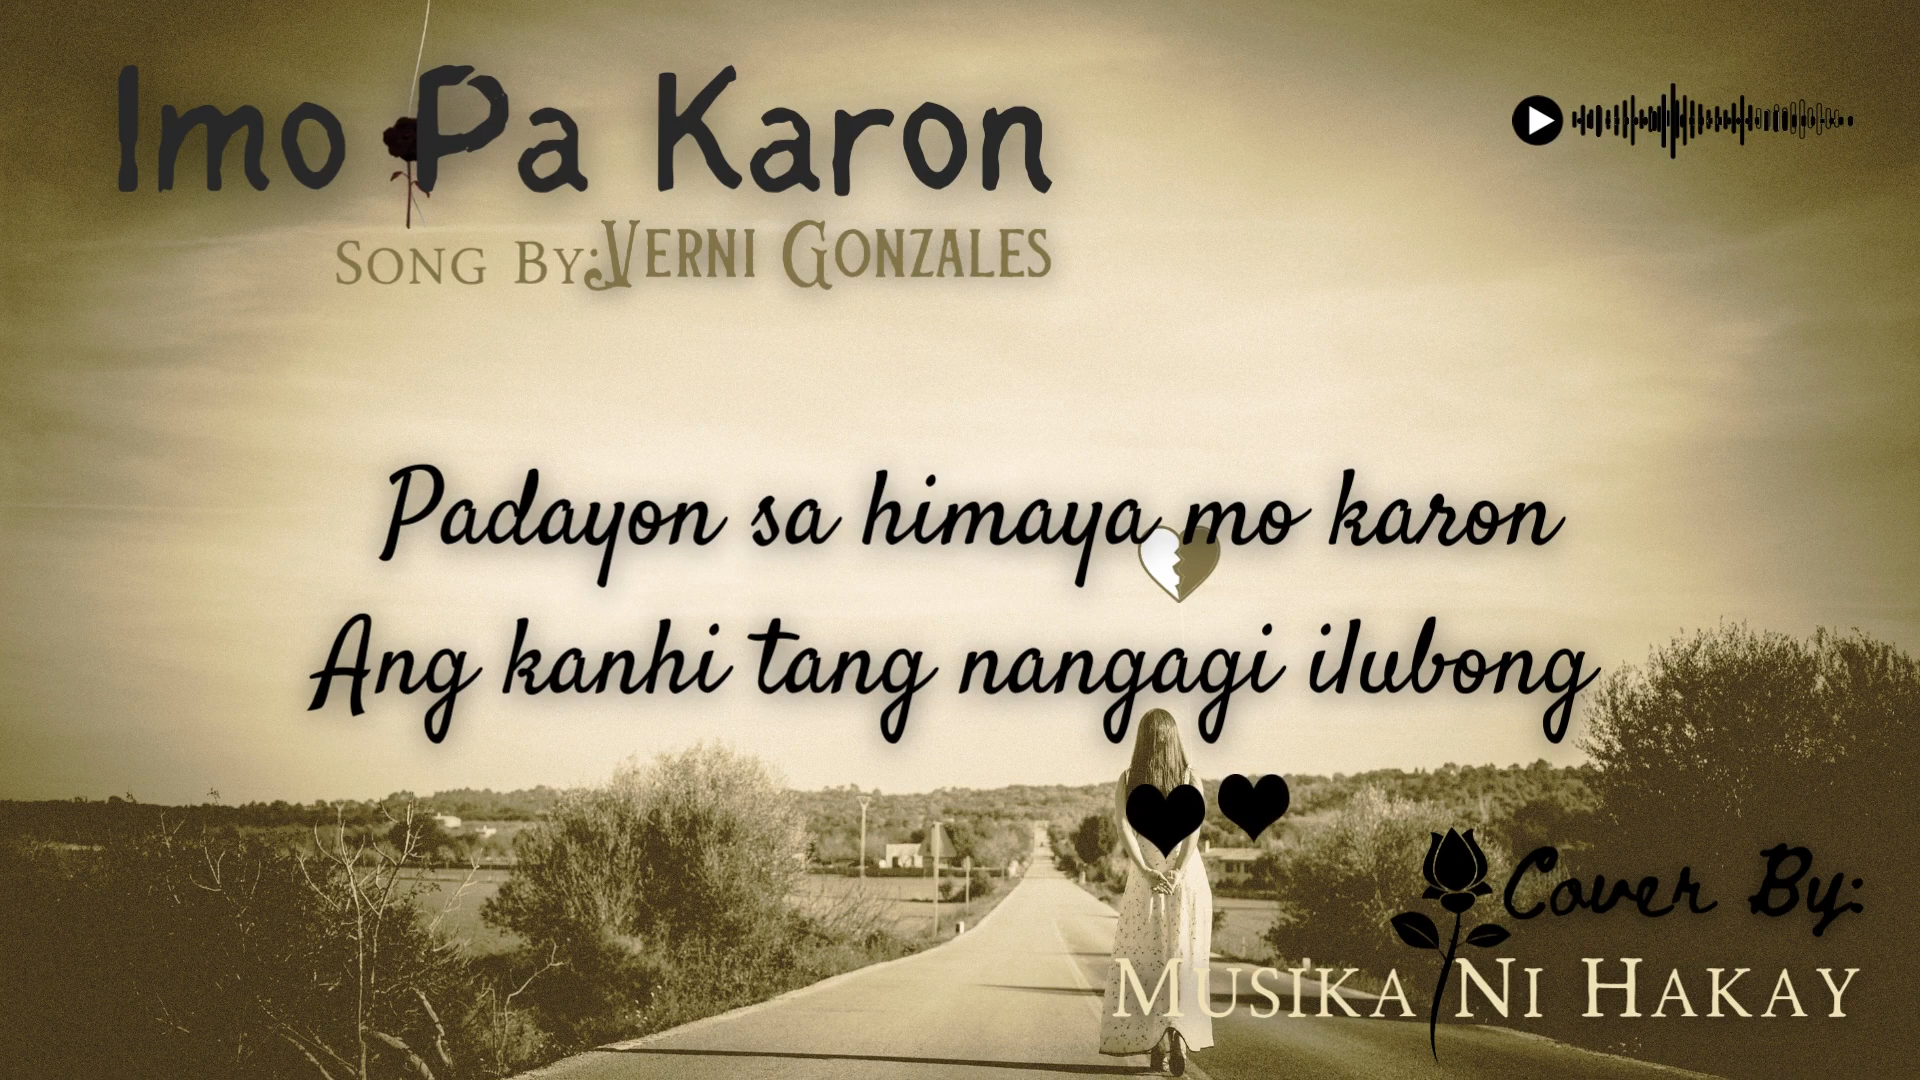 Imo Pa Karon
Song By: Verni Gonzales
Padayon sa himaya mo karon
Ang kanhi tang nangagi ilubong
Cover By:
Musika Ni Hakay